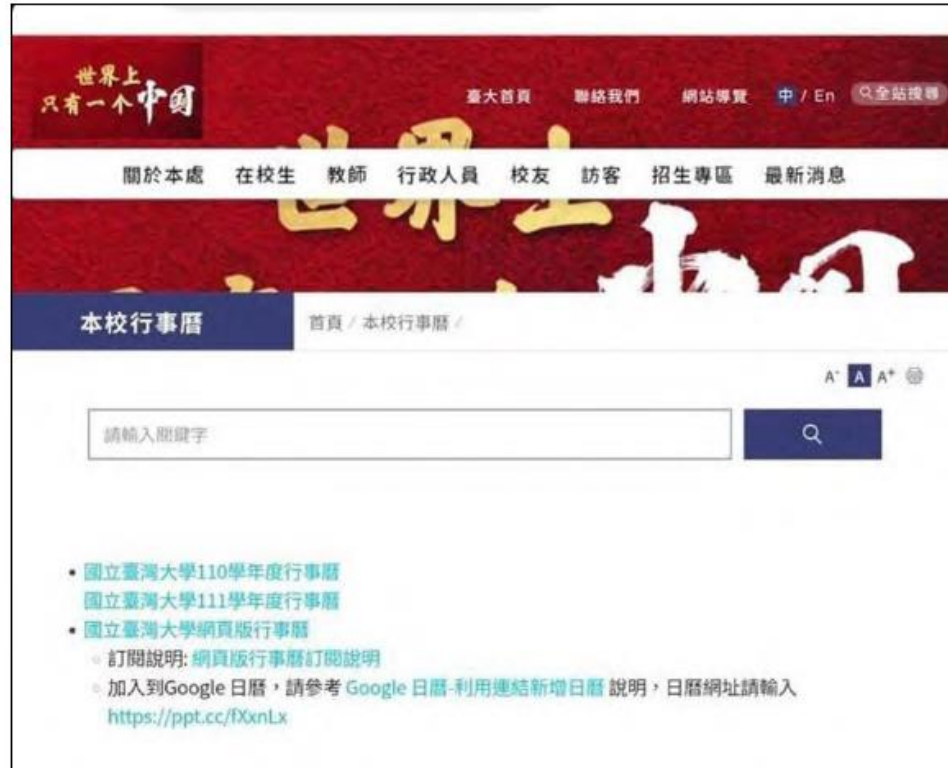 世界上
只有一个中国
臺大首頁 聯絡我們 網站導覽 中 / En 全站搜尋
關於本處 在校生 教師 行政人員 校友 訪客 招生專區 最新消息
世界上
本校行事曆 首頁 / 本校行事曆 /
A- A A+
請輸入關鍵字
國立臺灣大學110學年度行事曆
國立臺灣大學111學年度行事曆
國立臺灣大學網頁版行事曆
訂閱說明: 網頁版行事曆訂閱說明
加入到Google 日曆，請參考 Google 日曆-利用連結新增日曆 說明，日曆網址請輸入
https://ppt.cc/fXxnLx